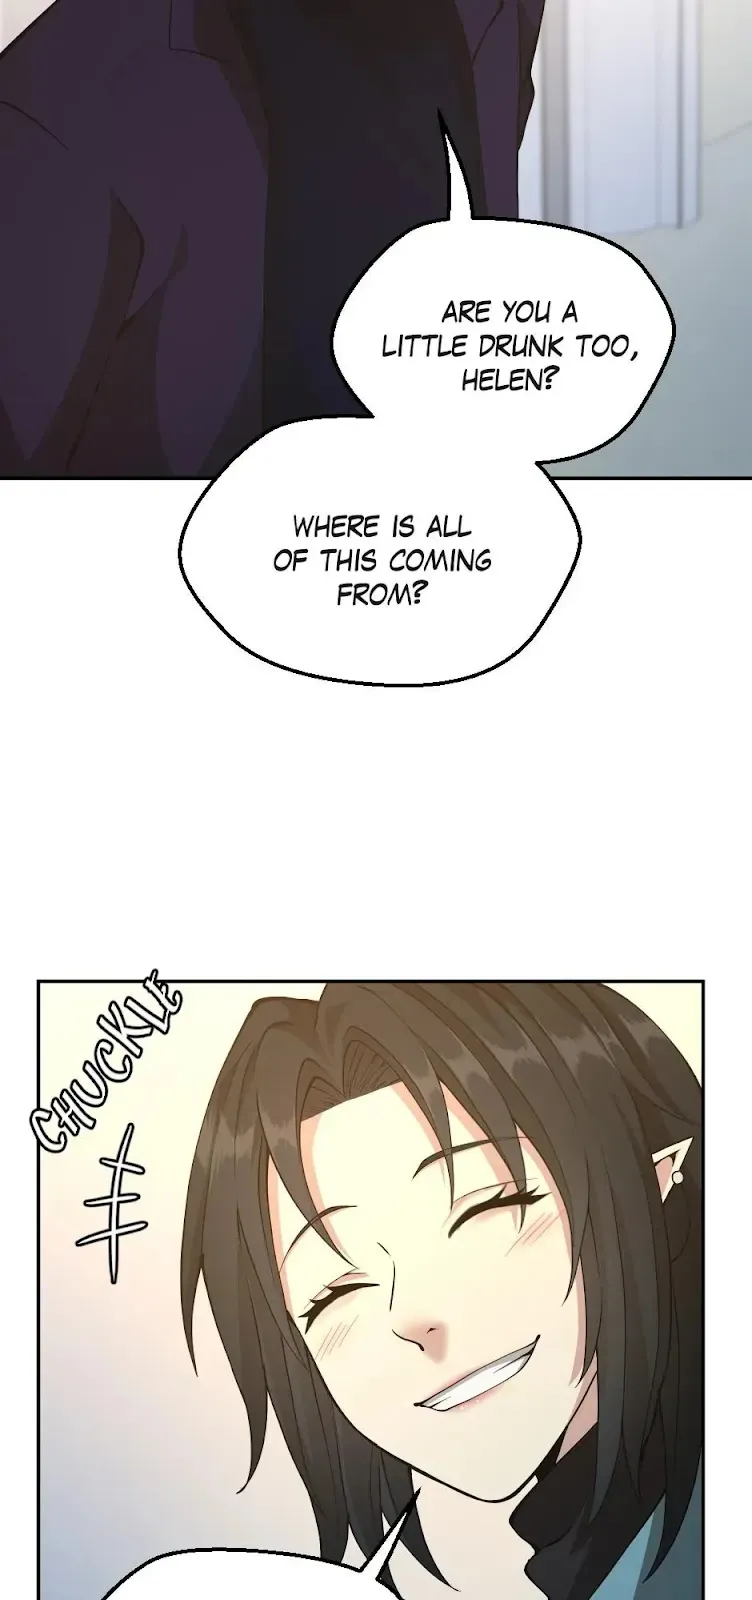 ARE YOU A
LITTLE DRUNK TOO,
HELEN?
WHERE IS ALL
OF THIS COMING
FROM?
CHUCKLE